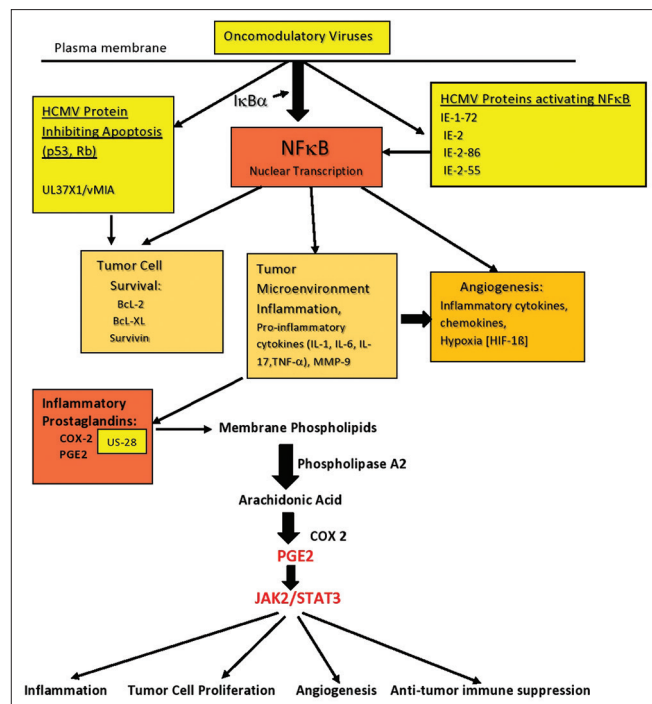 Oncomodulatory Viruses
Plasma membrane
IκBα
HCMV Protein
Inhibiting Apoptosis
(p53, Rb)
UL37X1/vMIA
NFκB
Nuclear Transcription
HCMV Proteins activating NFκB
IE-1-72
IE-2
IE-2-86
IE-2-55
Tumor Cell
Survival:
BcL-2
BcL-XL
Survivin
Tumor
Microenvironment
Inflammation,
Pro-inflammatory
cytokines (IL-1, IL-6, IL-
17,TNF-α), MMP-9
Angiogenesis:
Inflammatory cytokines,
chemokines,
Hypoxia [HIF-1ß]
Inflammatory
Prostaglandins:
COX-2
PGE2
US-28
Membrane Phospholipids
Phospholipase A2
Arachidonic Acid
COX 2
PGE2
JAK2/STAT3
Inflammation
Tumor Cell Proliferation
Angiogenesis
Anti-tumor immune suppression